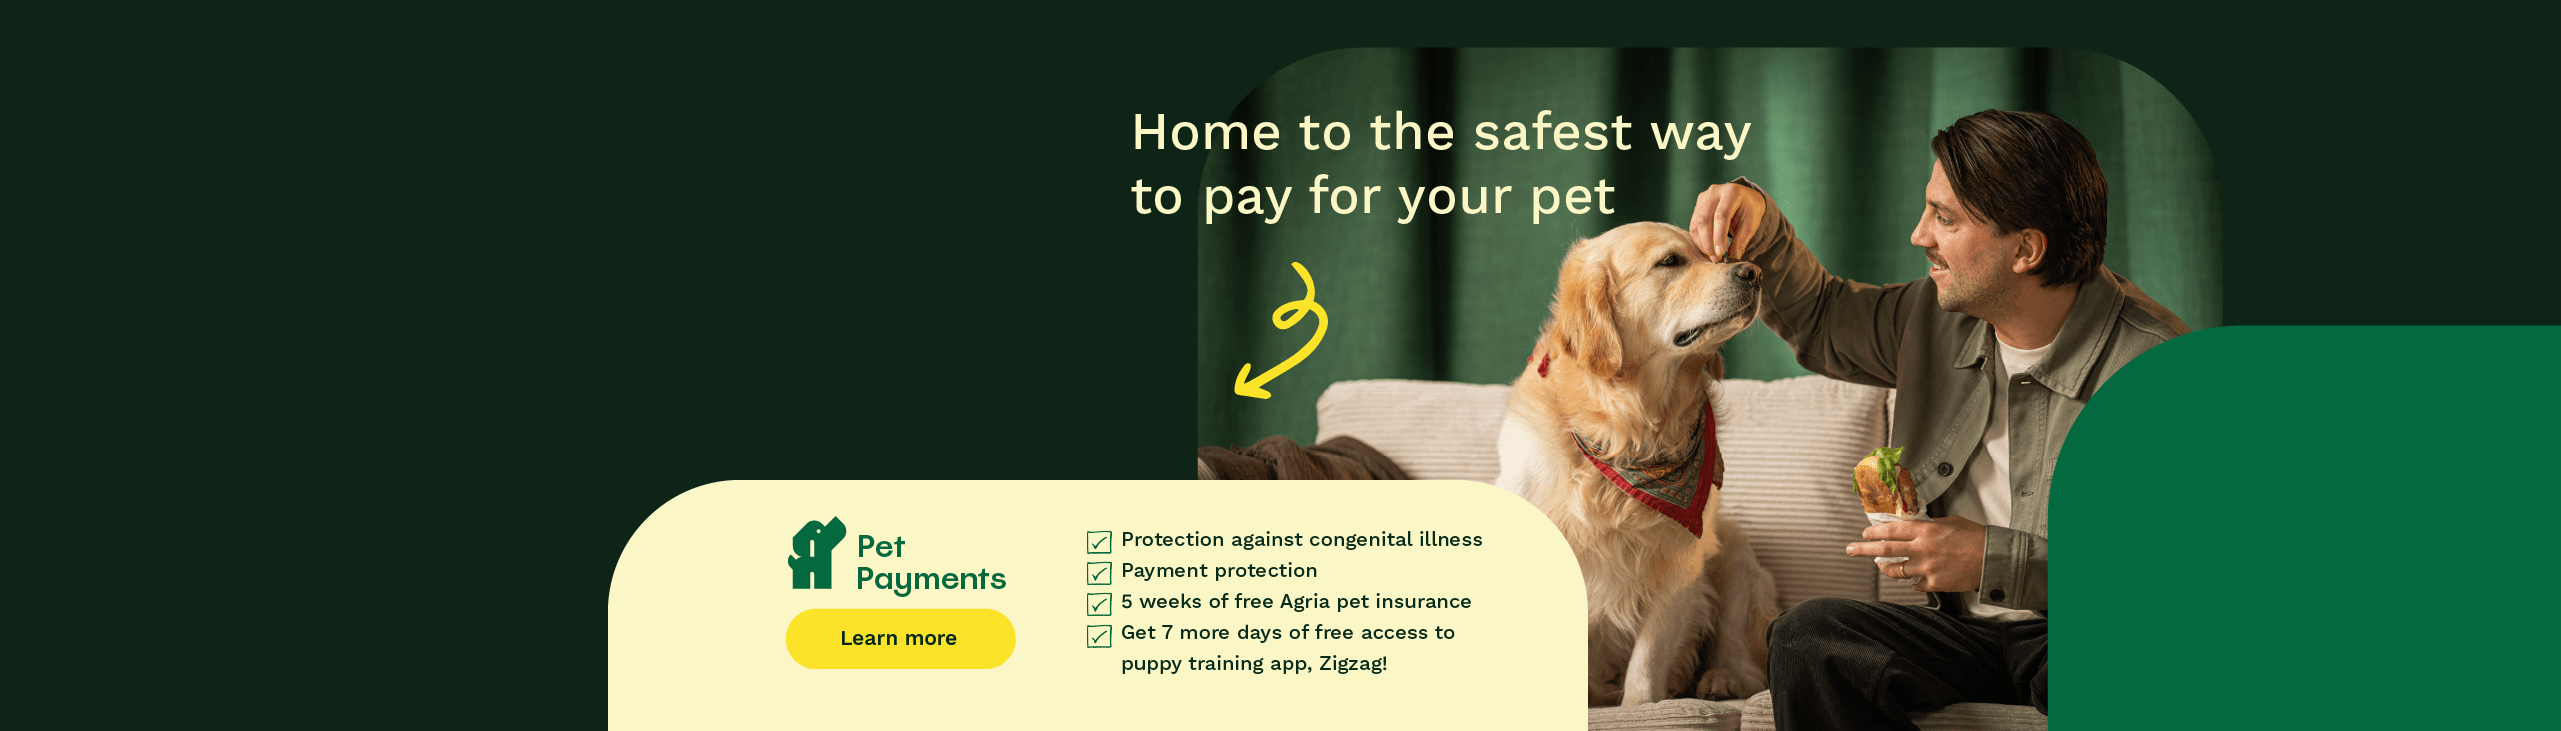 Home to the safest way
to pay for your pet
Pet
Payments
Learn more
Protection against congenital illness
Payment protection
5 weeks of free Agria pet insurance
Get 7 more days of free access to
puppy training app, Zigzag!